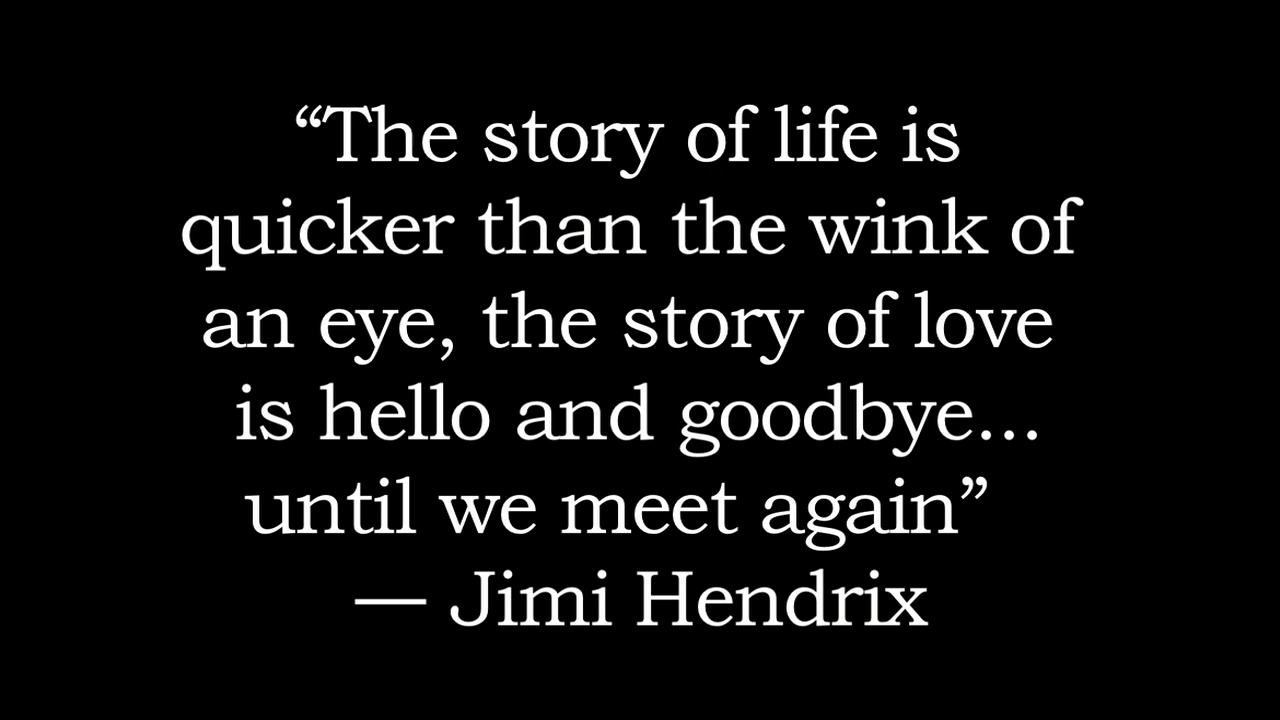 “The story of life is
quicker than the wink of
an eye, the story of love
is hello and goodbye...
until we meet again”
— Jimi Hendrix